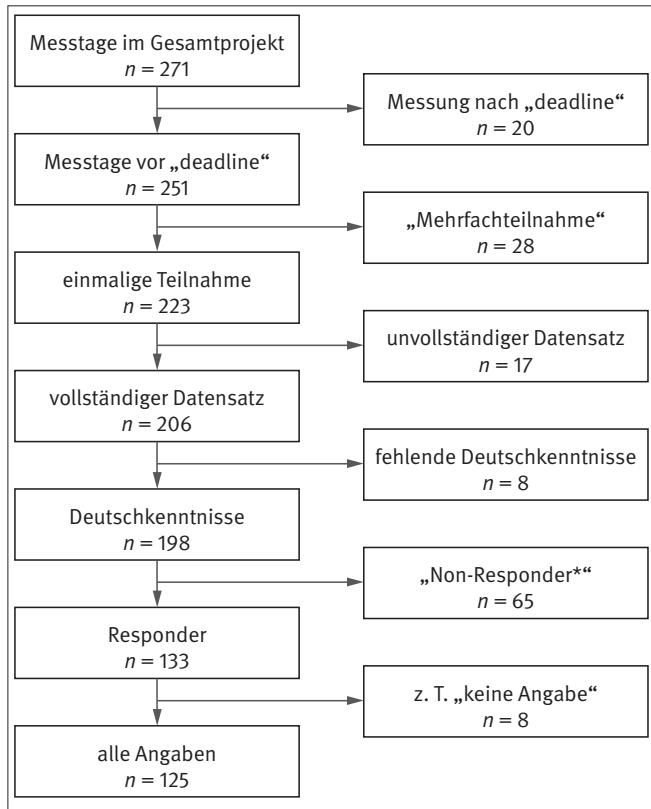 Messtage im Gesamtprojekt
n = 271
Messung nach „deadline“
n = 20
Messtage vor „deadline“
n = 251
„Mehrfachteilnahme“
n = 28
einmalige Teilnahme
n = 223
unvollständiger Datensatz
n = 17
vollständiger Datensatz
n = 206
fehlende Deutschkenntnisse
n = 8
Deutschkenntnisse
n = 198
„Non-Responder*“
n = 65
Responder
n = 133
z. T. „keine Angabe“
n = 8
alle Angaben
n = 125